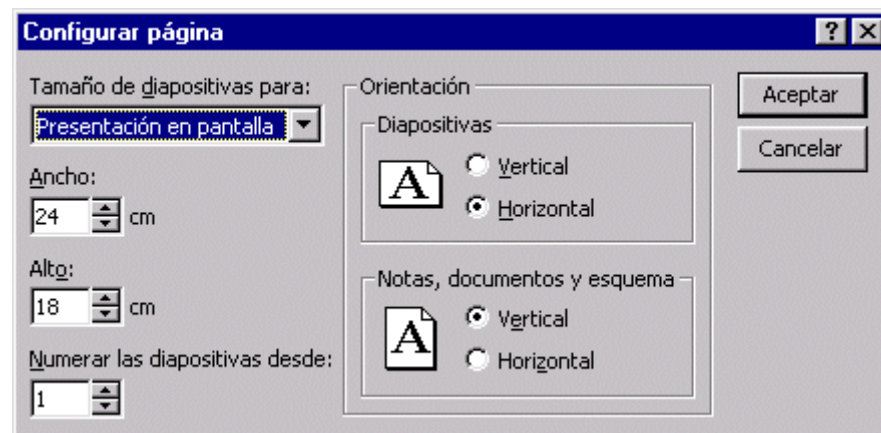 Configurar página
Tamaño de diapositivas para:
Presentación en pantalla
Ancho:
24 cm
Alto:
18 cm
Numerar las diapositivas desde:
1
Orientación
Diapositivas
A
Vertical
Horizontal
Notas, documentos y esquema
A
Vertical
Horizontal
Aceptar
Cancelar